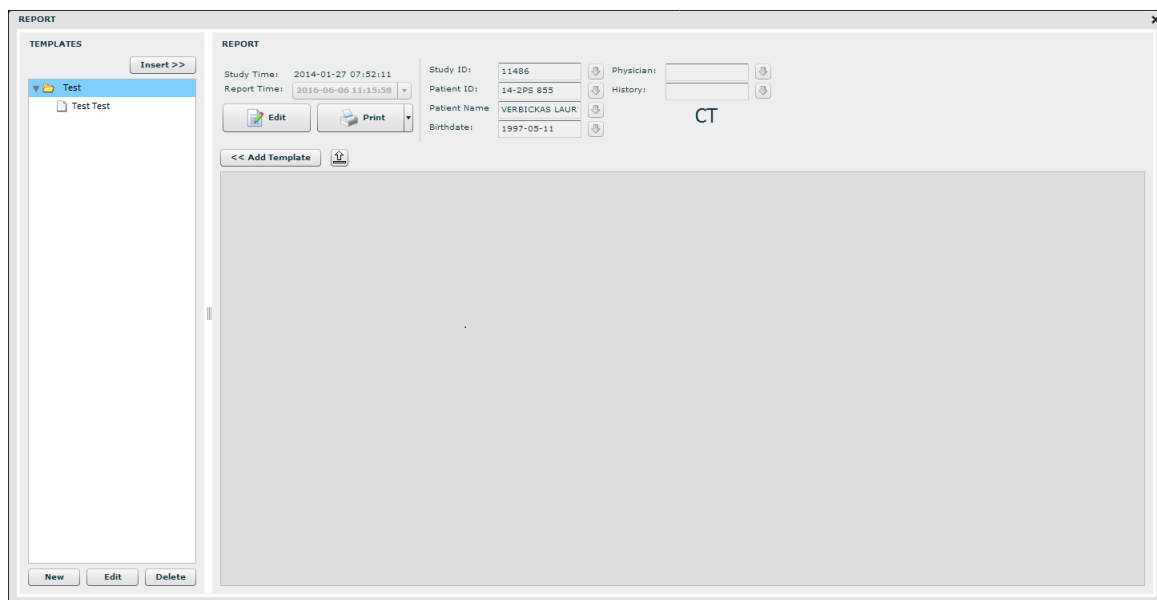 REPORT
TEMPLATES
Insert >>
Test
Test Test
New Edit Delete
REPORT
Study Time: 2014-01-27 07:52:11
Report Time: 2016-06-06 11:15:58
Edit Print
Study ID: 11486
Patient ID: 14-2PS 855
Patient Name VERBICKAS LAUR
Birthdate: 1997-05-11
Physician:
History:
CT
<< Add Template